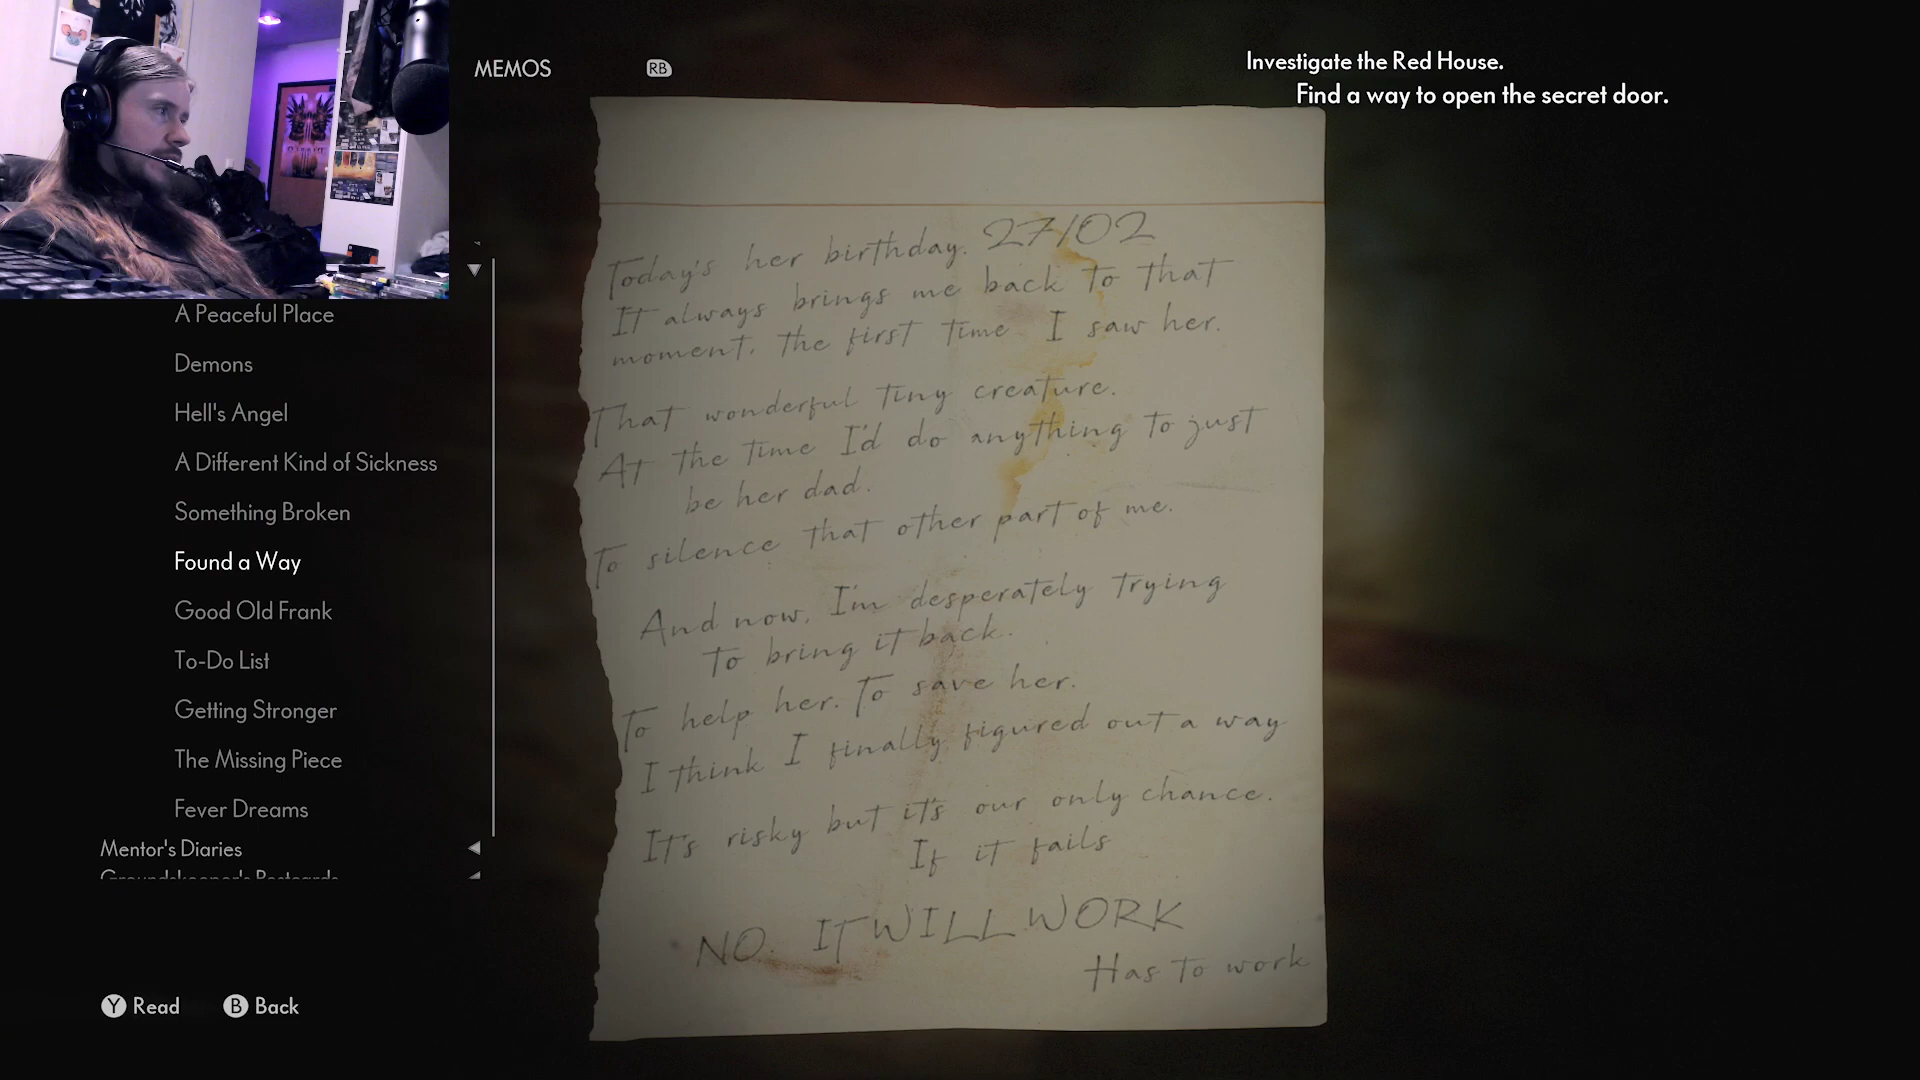 MEMOS
RB
Investigate the Red House.
Find a way to open the secret door.
A Peaceful Place
Demons
Hell's Angel
A Different Kind of Sickness
Something Broken
Found a Way
Good Old Frank
To-Do List
Getting Stronger
The Missing Piece
Fever Dreams
Mentor's Diaries
Groundskeeper's Postcards
Y Read
B Back
Today's her birthday. 27/02
It always brings me back to that
moment. the first time I saw her.
That wonderful tiny creature.
At the time I'd do anything to just
be her dad.
To silence that other part of me.
And now, I'm desperately trying
to bring it back.
To help her. To save her.
I think I finally figured out a way
It's risky but it's our only chance.
If it fails
NO. IT WILL WORK
Has to work